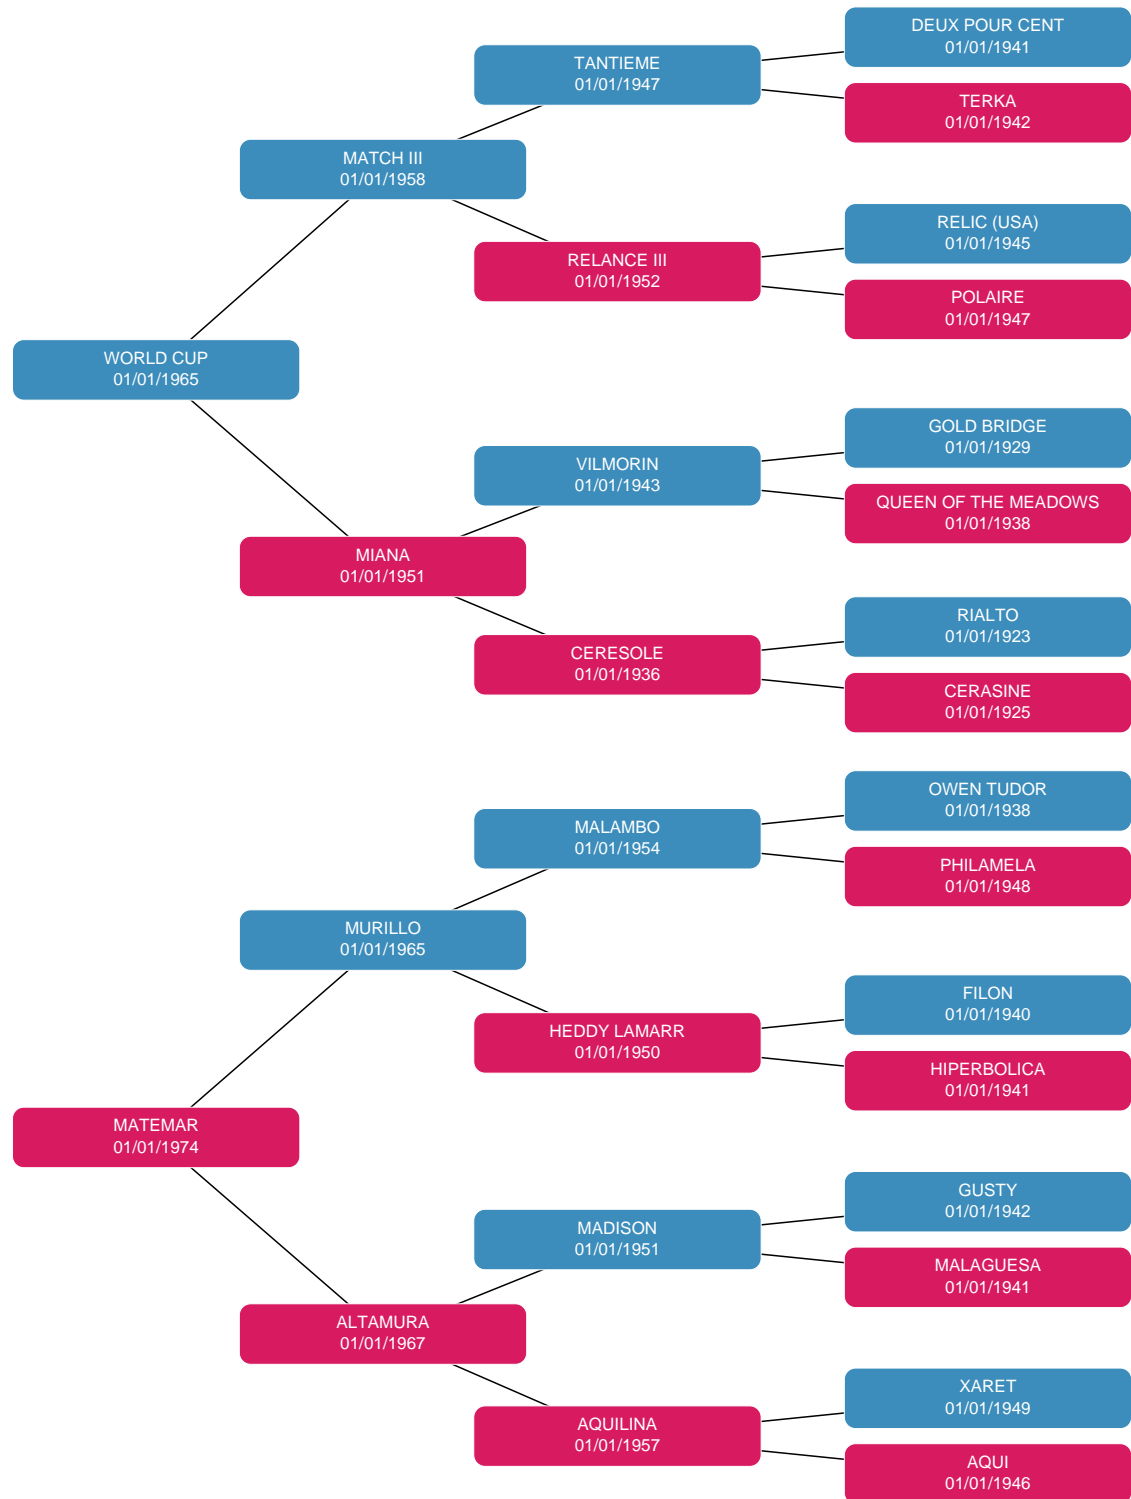 DEUX POUR CENT
01/01/1941
TANTIEME
01/01/1947
TERKA
01/01/1942
MATCH III
01/01/1958
RELIC (USA)
01/01/1945
RELANCE III
01/01/1952
POLAIRE
01/01/1947
WORLD CUP
01/01/1965
GOLD BRIDGE
01/01/1929
VILMORIN
01/01/1943
QUEEN OF THE MEADOWS
01/01/1938
MIANA
01/01/1951
RIALTO
01/01/1923
CERESOLE
01/01/1936
CERASINE
01/01/1925
OWEN TUDOR
01/01/1938
MALAMBO
01/01/1954
PHILAMELA
01/01/1948
MURILLO
01/01/1965
FILON
01/01/1940
HEDDY LAMARR
01/01/1950
HIPERBOLICA
01/01/1941
MATEMAR
01/01/1974
GUSTY
01/01/1942
MADISON
01/01/1951
MALAGUESA
01/01/1941
ALTAMURA
01/01/1967
XARET
01/01/1949
AQUILINA
01/01/1957
AQUI
01/01/1946